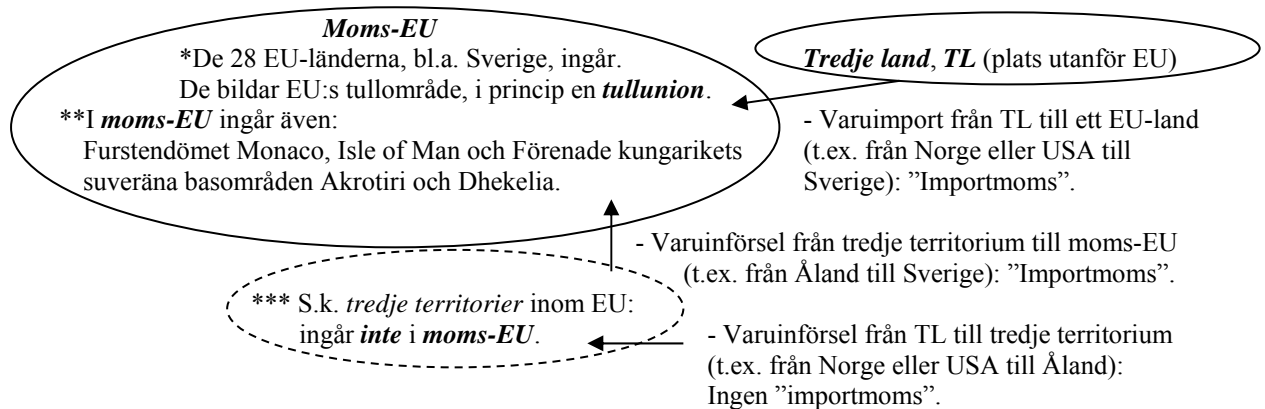 Moms-EU
*De 28 EU-länderna, bl.a. Sverige, ingår.
De bildar EU:s tullområde, i princip en tullunion.
**I moms-EU ingår även:
Furstendömet Monaco, Isle of Man och Förenade kungarikets
suveräna basområden Akrotiri och Dhekelia.
Tredje land, TL (plats utanför EU)
- Varuimport från TL till ett EU-land
(t.ex. från Norge eller USA till
Sverige): ”Importmoms”.
- Varuinförsel från tredje territorium till moms-EU
(t.ex. från Åland till Sverige): ”Importmoms”.
*** S.k. tredje territorier inom EU:
ingår inte i moms-EU.
- Varuinförsel från TL till tredje territorium
(t.ex. från Norge eller USA till Åland):
Ingen ”importmoms”.